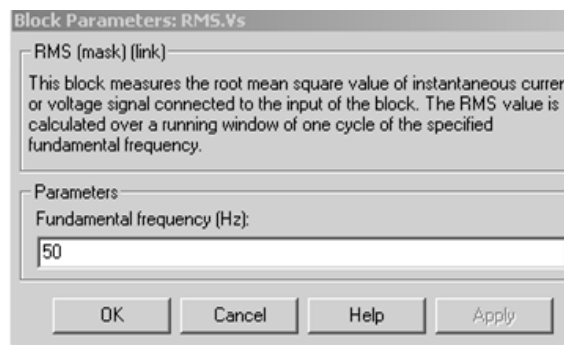 Block Parameters: RMS.Vs
RMS (mask) (link)
This block measures the root mean square value of instantaneous curren
or voltage signal connected to the input of the block. The RMS value is
calculated over a running window of one cycle of the specified
fundamental frequency.
Parameters
Fundamental frequency (Hz):
50
OK
Cancel
Help
Apply